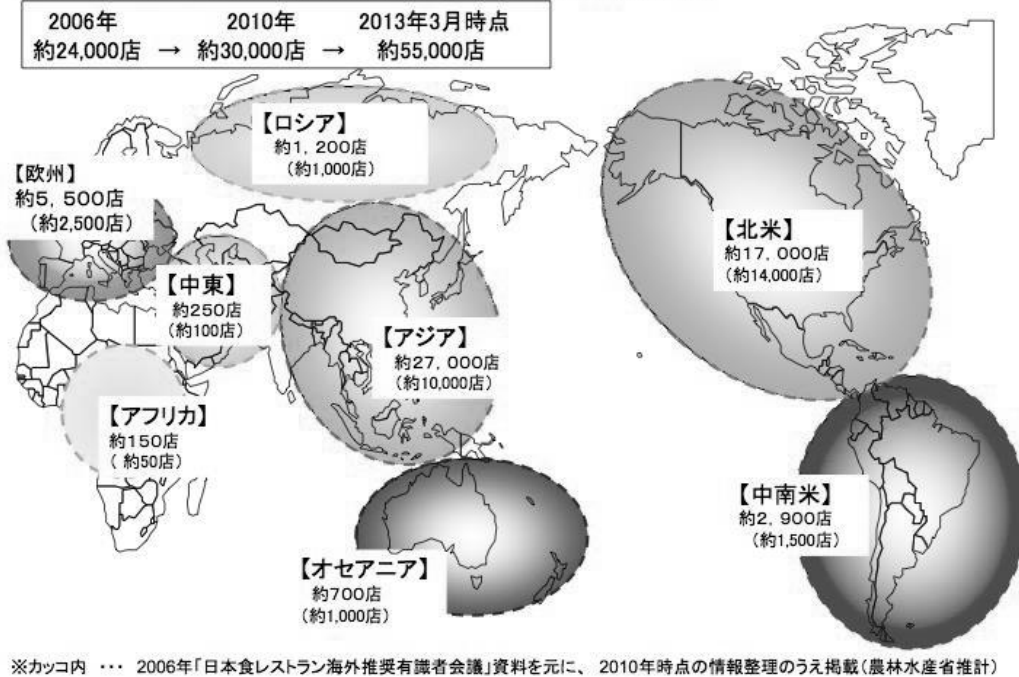 2006年 2010年 2013年3月時点
約24,000店 → 約30,000店 → 約55,000店
【ロシア】
約1，200店
(約1,000店)
【欧州】
約5，500店
(約2,500店)
【中東】
約250店
(約100店)
【アジア】
約27，000店
(約10,000店)
【アフリカ】
約150店
( 約50店)
【オセアニア】
約700店
(約1,000店)
【北米】
約17，000店
(約14,000店)
【中南米】
約2，900店
(約1,500店)
※カッコ内 ･･･ 2006年「日本食レストラン海外推奨有識者会議」資料を元に、 2010年時点の情報整理のうえ掲載(農林水産省推計)